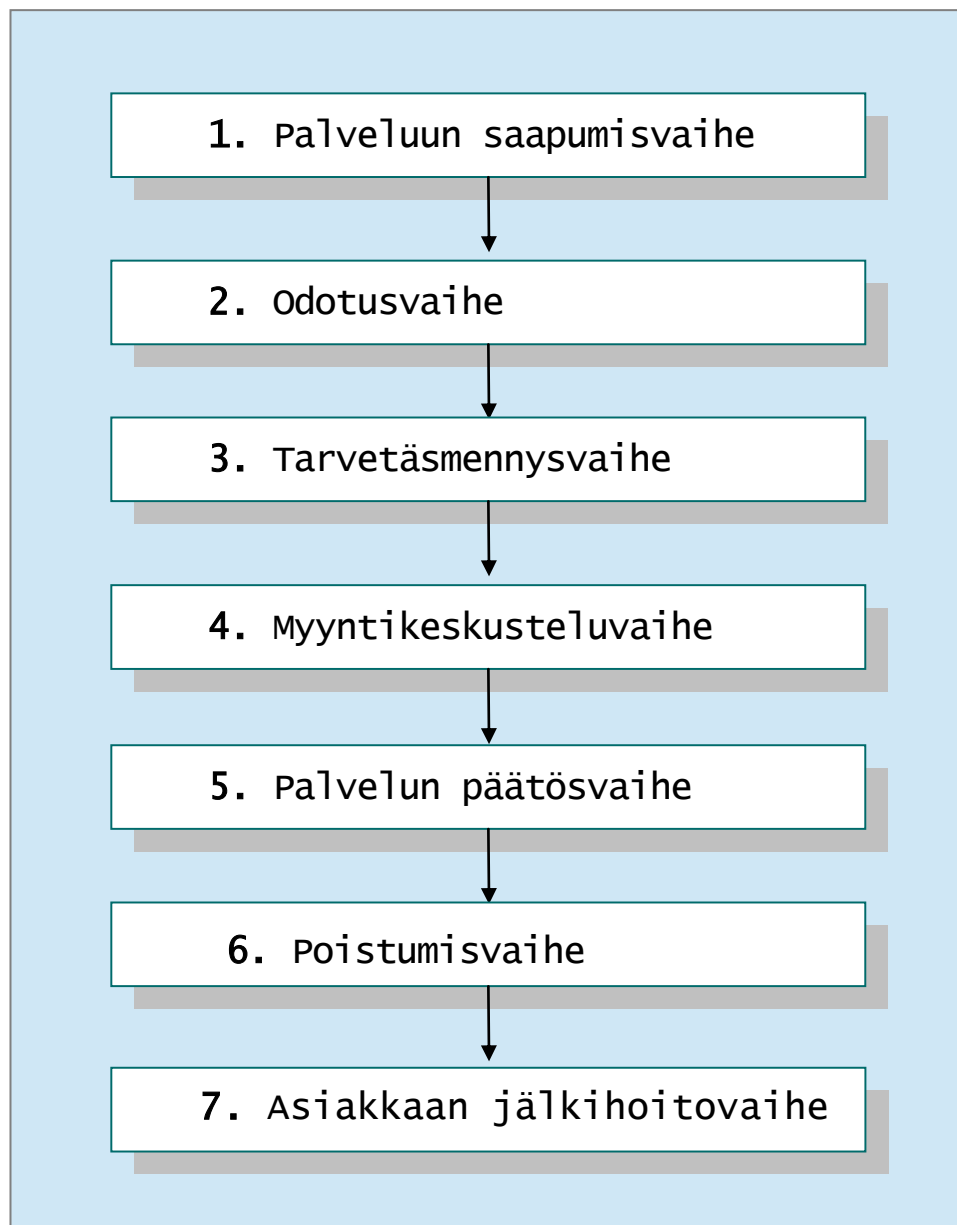 1. Palveluun saapumisvaihe
2. Odotusvaihe
3. Tarvetäsmennysvaihe
4. Myyntikeskusteluvaihe
5. Palvelun päätösvaihe
6. Poistumisvaihe
7. Asiakkaan jälkihoitovaihe